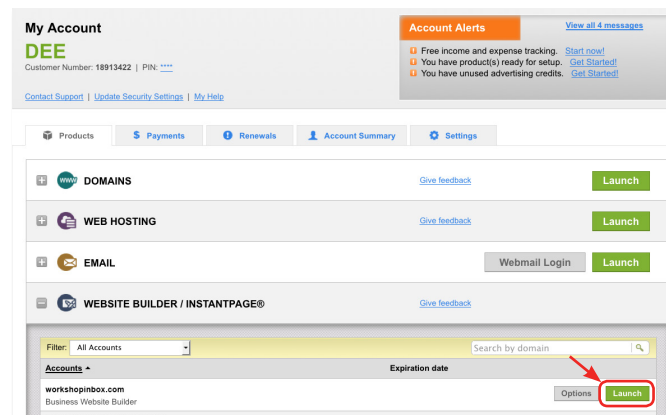 My Account
DEE
Customer Number: 18913422 | PIN: ****
Contact Support | Update Security Settings | My Help
Account Alerts
View all 4 messages
Free income and expense tracking. Start now!
You have product(s) ready for setup. Get Started!
You have unused advertising credits. Get Started!
Products
$ Payments
Renewals
Account Summary
Settings
www DOMAINS Give feedback Launch
WEB HOSTING Give feedback Launch
EMAIL Webmail Login Launch
WEBSITE BUILDER / INSTANTPAGE® Give feedback
Filter: All Accounts Search by domain
Accounts Expiration date
workshopinbox.com
Business Website Builder
Options Launch